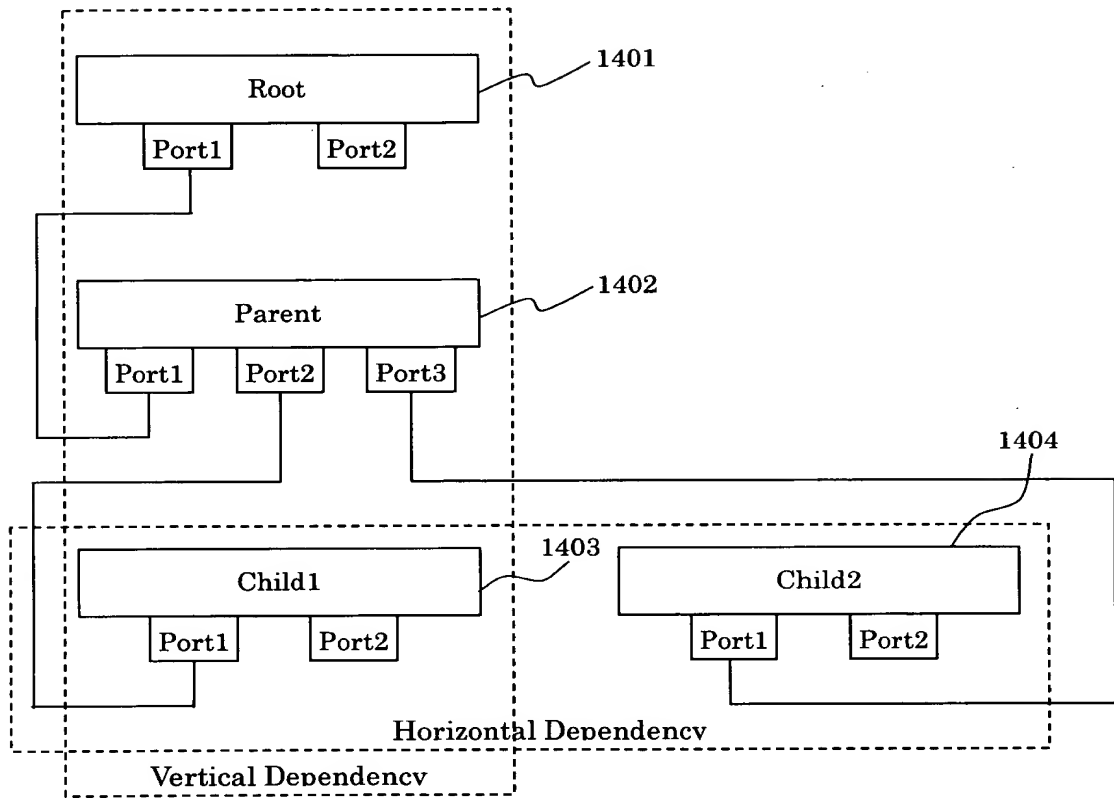 1401
Root
Port1 Port2
1402
Parent
Port1 Port2 Port3
1404
1403
Child1 Child2
Port1 Port2 Port1 Port2
Horizontal Dependency
Vertical Dependency